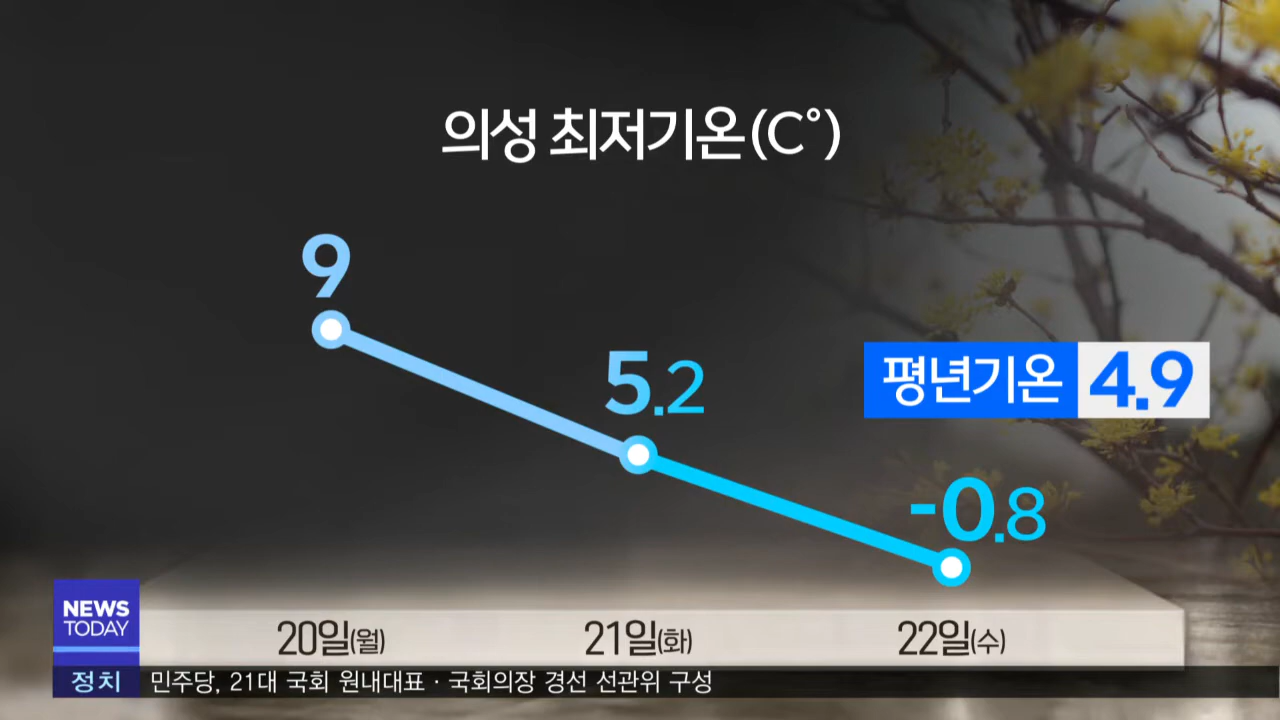 의성 최저기온(C°)
9
5.2
평년기온 4.9
-0.8
20일(월) 21일(화) 22일(수)
NEWS
TODAY
정치 민주당, 21대 국회 원내대표·국회의장 경선 선관위 구성